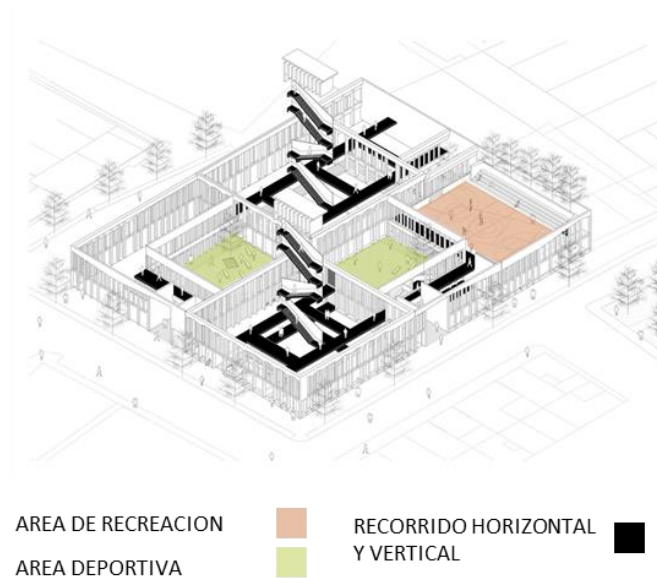 AREA DE RECREACION
AREA DEPORTIVA
RECORRIDO HORIZONTAL
Y VERTICAL